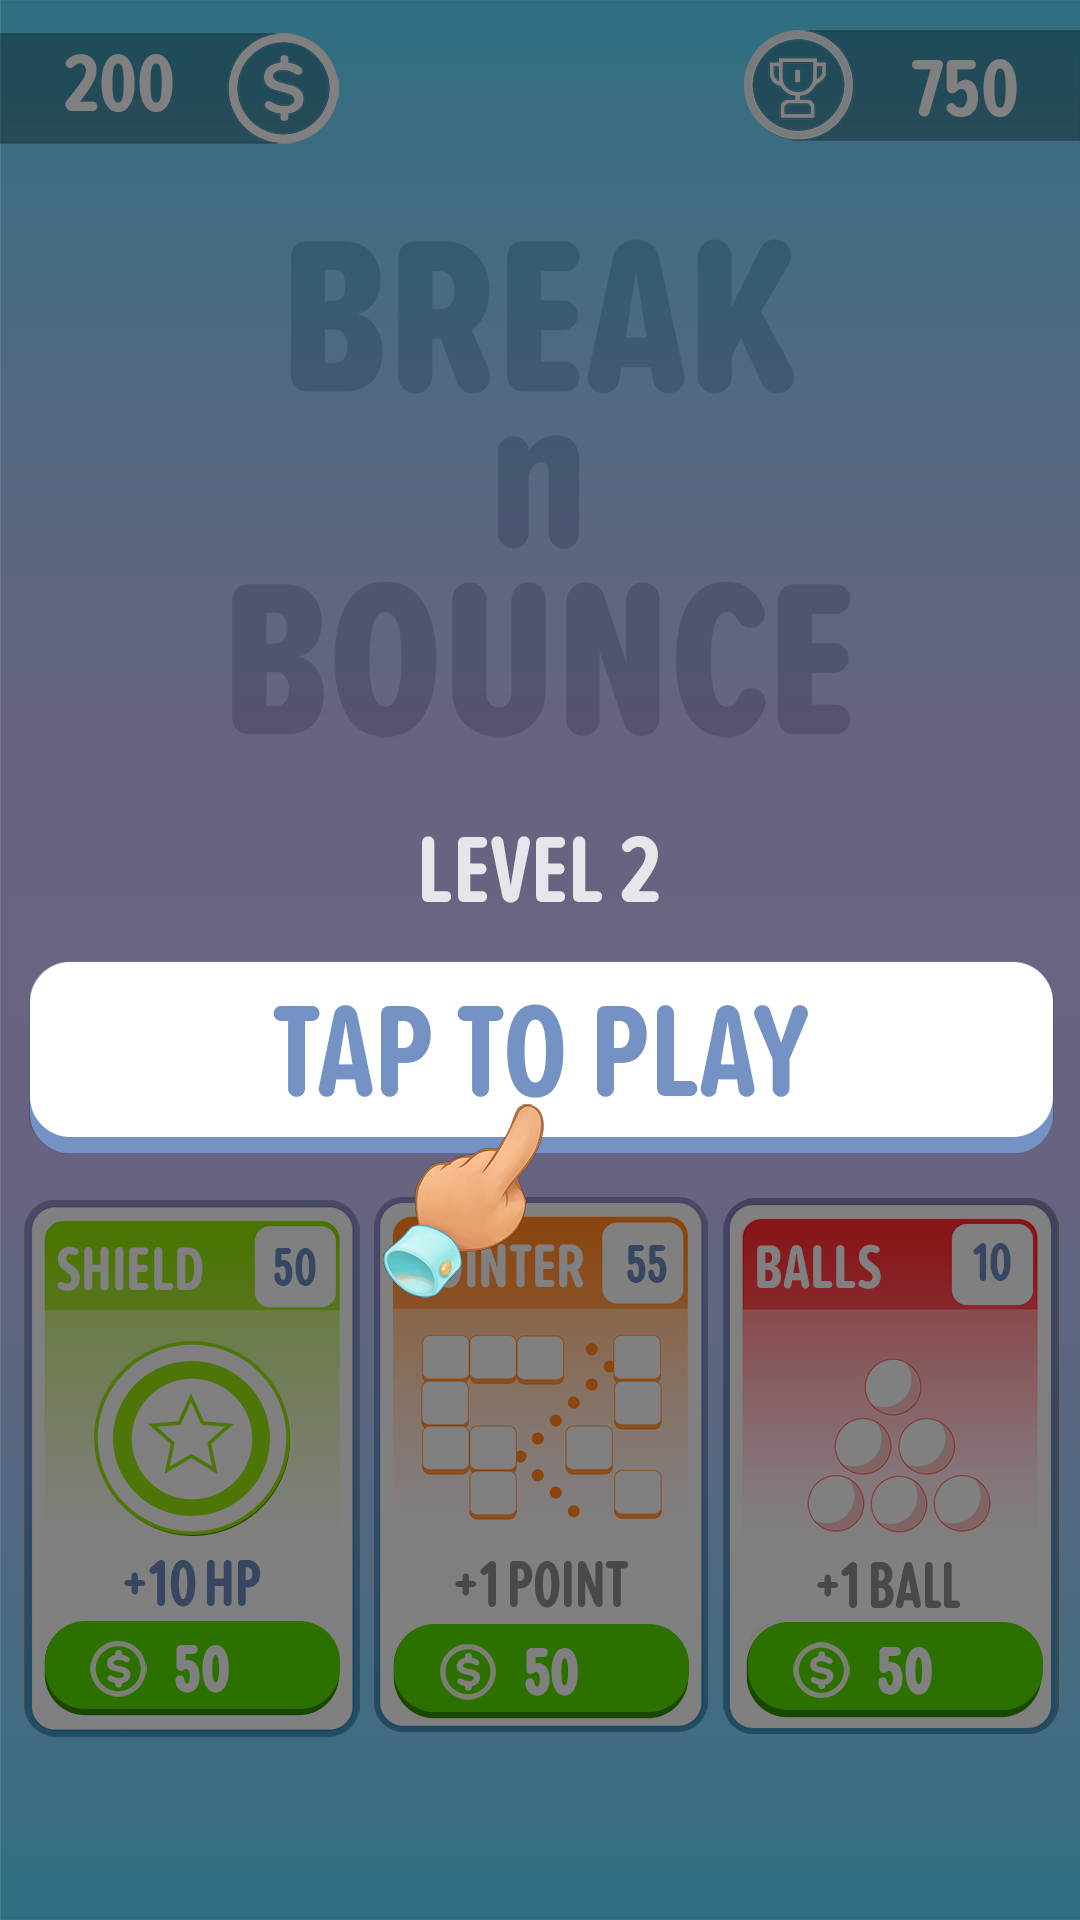 200 $ 750
BREAK
n
BOUNCE
LEVEL 2
TAP TO PLAY
SHIELD 50
INTER 55
BALLS 10
+10 HP
+1 POINT
+1 BALL
$ 50
$ 50
$ 50